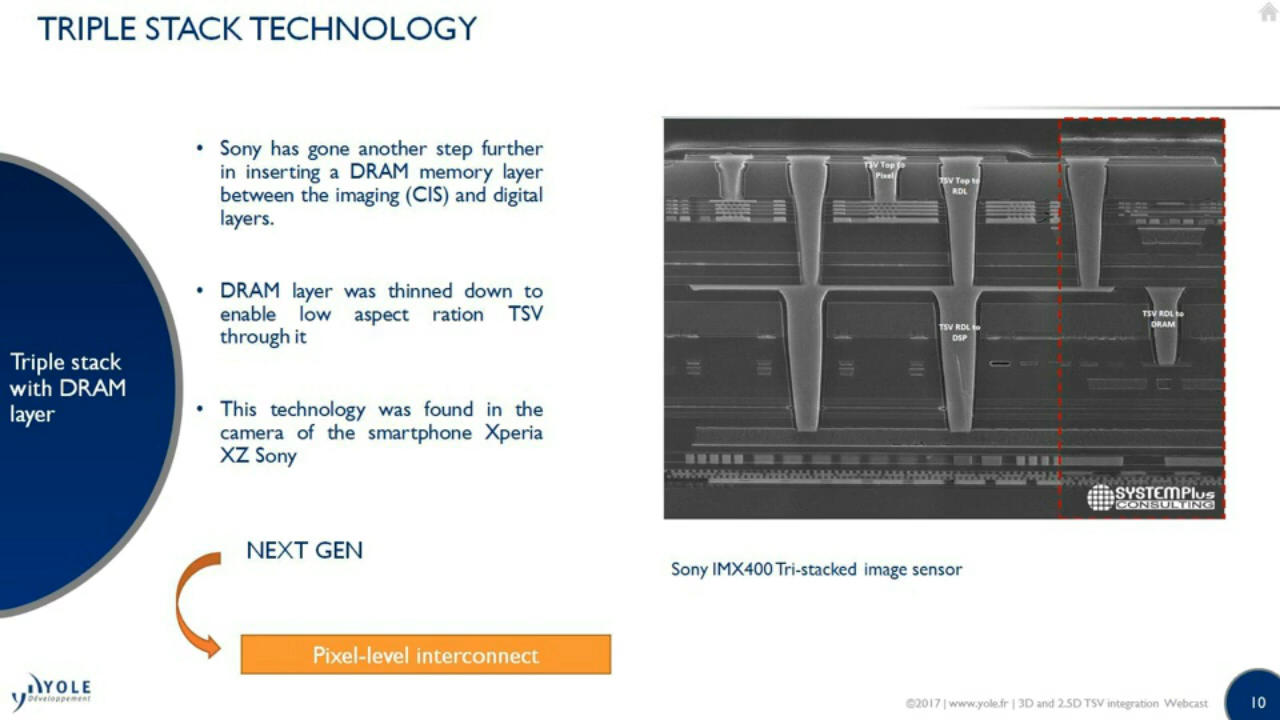 TRIPLE STACK TECHNOLOGY
Triple stack
with DRAM
layer
• Sony has gone another step further
in inserting a DRAM memory layer
between the imaging (CIS) and digital
layers.
• DRAM layer was thinned down to
enable low aspect ration TSV
through it
• This technology was found in the
camera of the smartphone Xperia
XZ Sony
NEXT GEN
Pixel-level interconnect
TSV Top to
Pixel
TSV Top to
RDL
TSV RDL to
DSP
TSV RDL to
DRAM
SYSTEMPlus
CONSULTING
Sony IMX400 Tri-stacked image sensor
YOLE
Développement
©2017 | www.yole.fr | 3D and 2.5D TSV integration Webcast
10